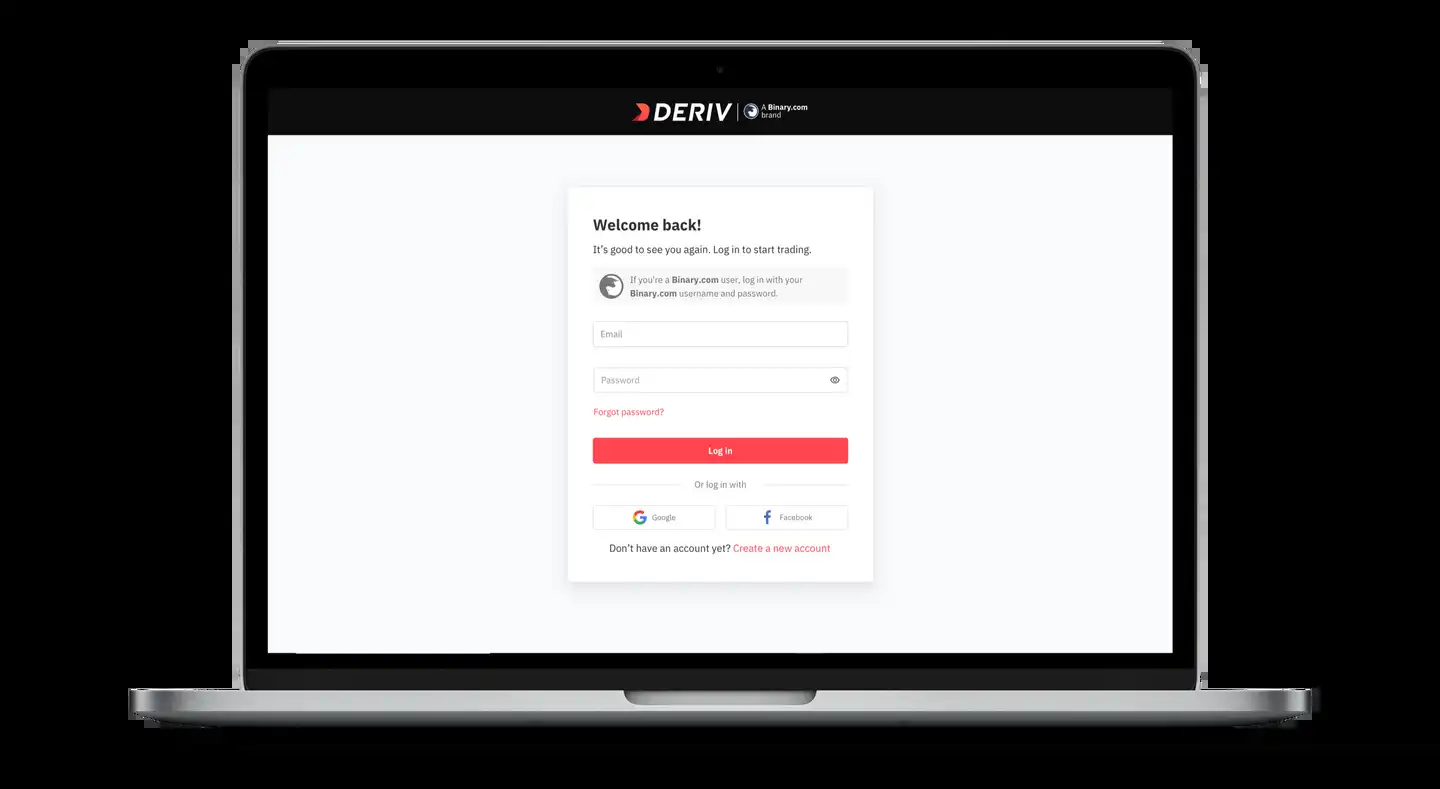 DERIV
A Binary.com
brand
Welcome back!
It's good to see you again. Log in to start trading.
If you're a Binary.com user, log in with your
Binary.com username and password.
Email
Password
Forgot password?
Log in
Or log in with
Google
Facebook
Don't have an account yet? Create a new account